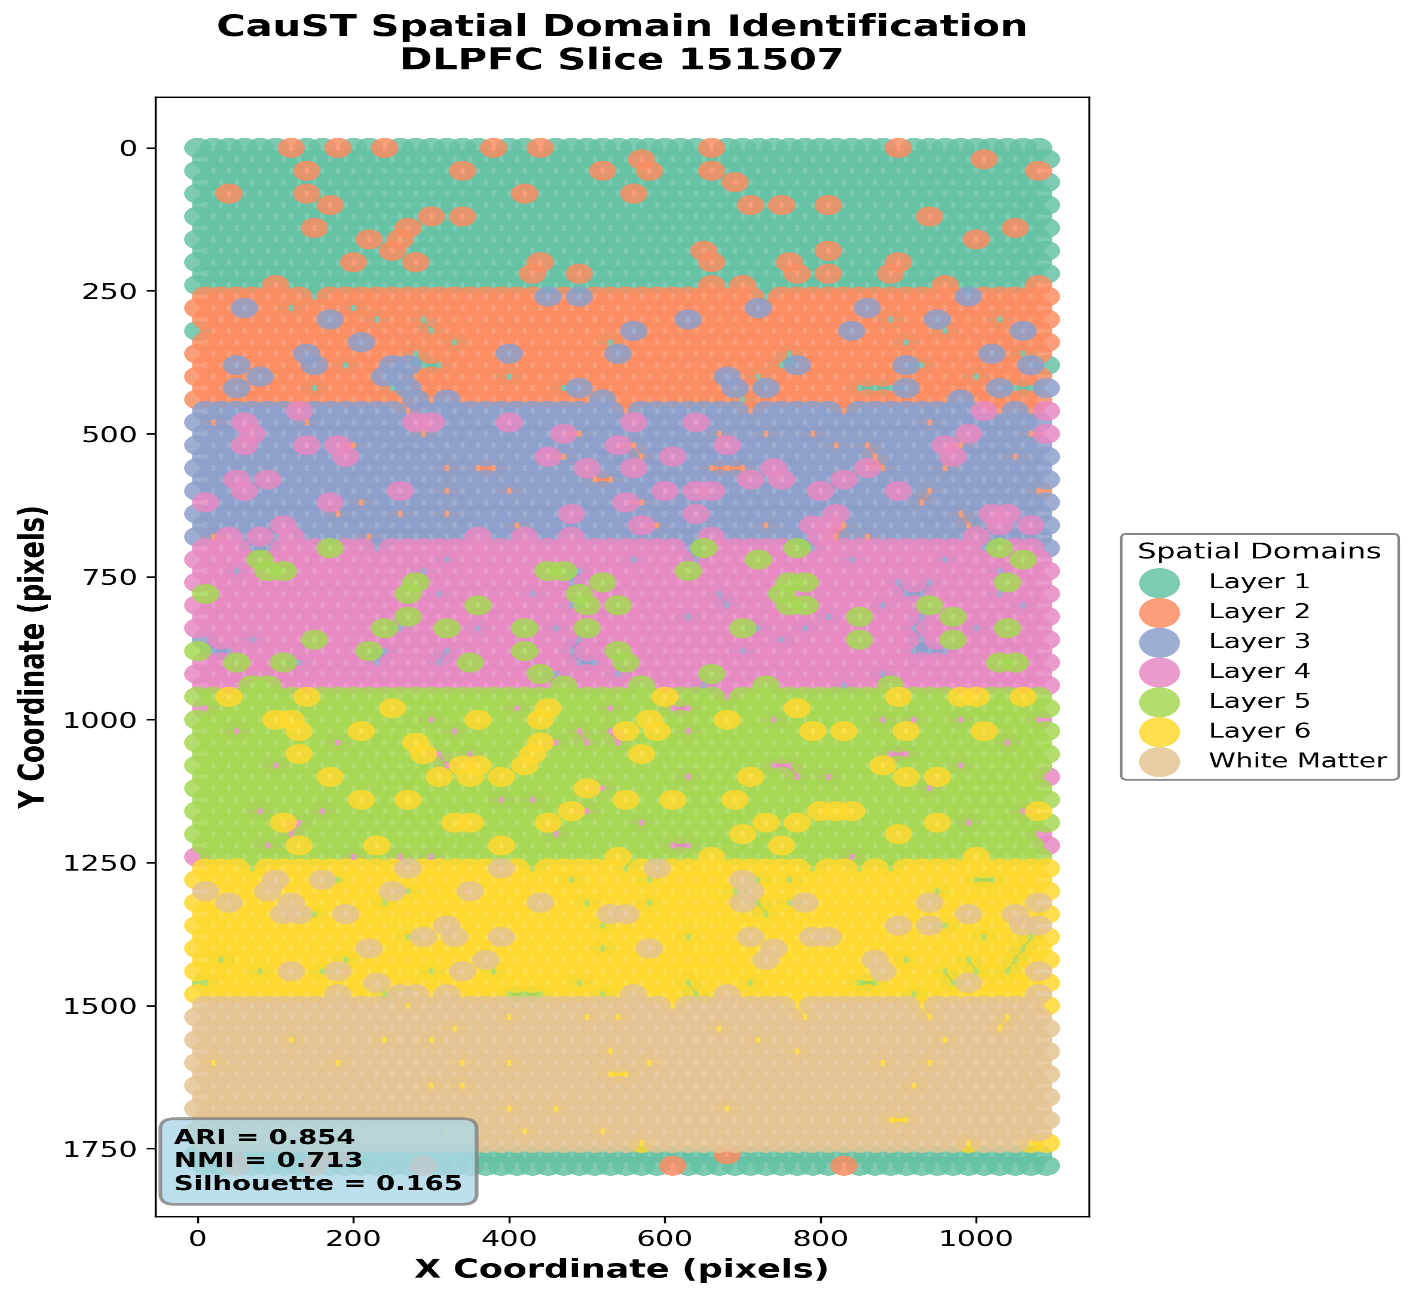 CauST Spatial Domain Identification
DLPFC Slice 151507
Y Coordinate (pixels)
0
250
500
750
1000
1250
1500
1750
ARI = 0.854
NMI = 0.713
Silhouette = 0.165
0
200
400
600
800
1000
X Coordinate (pixels)
Spatial Domains
Layer 1
Layer 2
Layer 3
Layer 4
Layer 5
Layer 6
White Matter